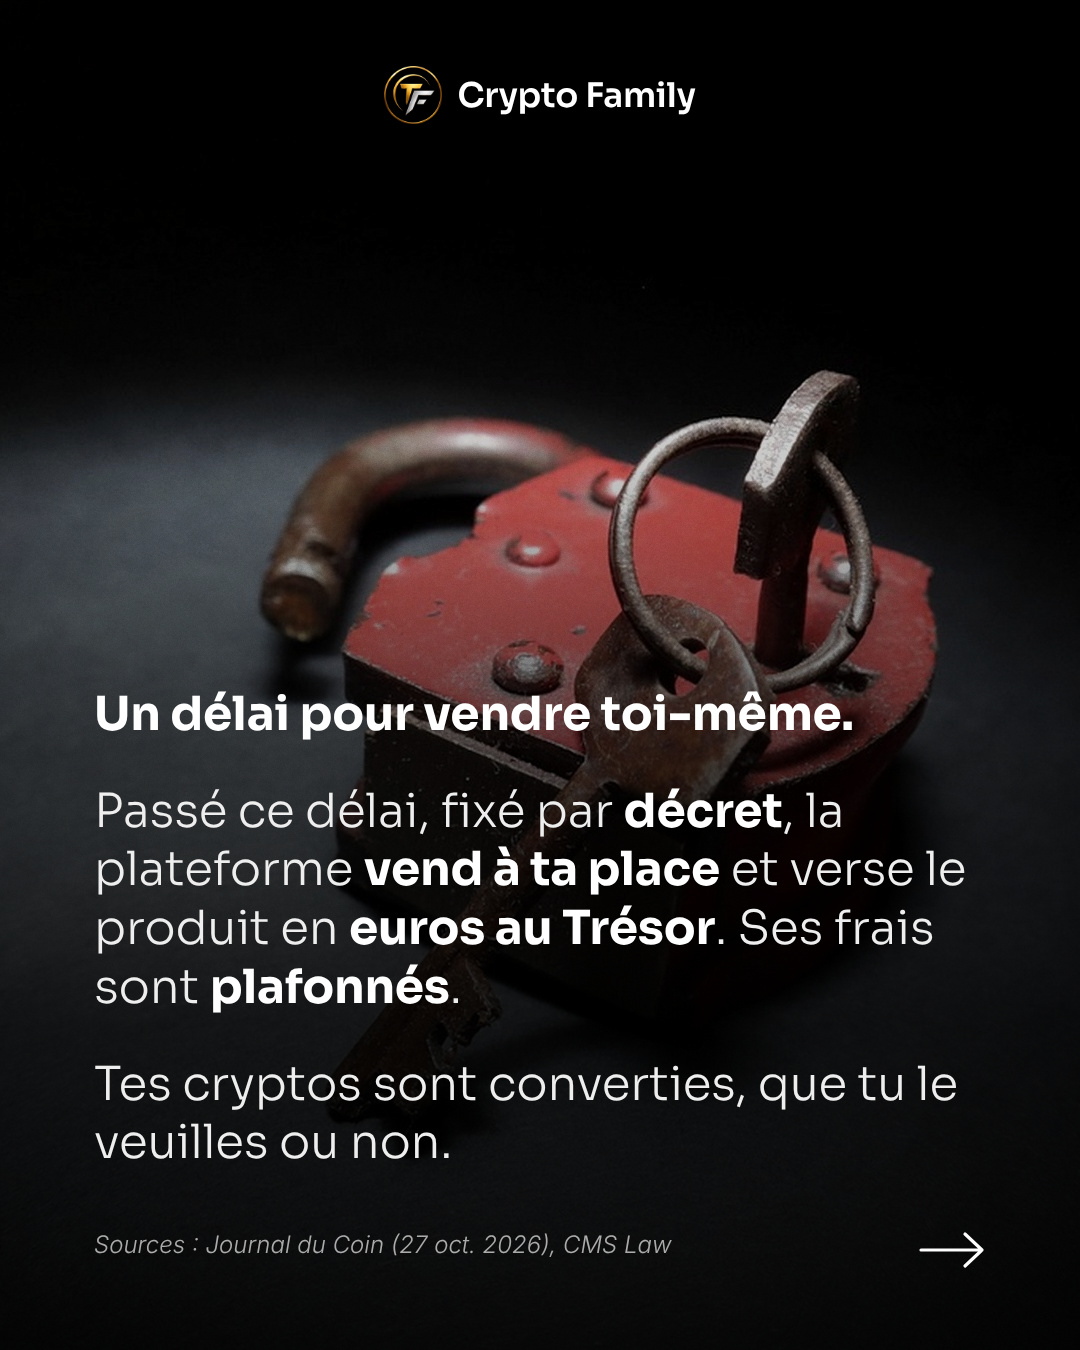 TF Crypto Family
Un délai pour vendre toi-même.
Passé ce délai, fixé par décret, la
plateforme vend à ta place et verse le
produit en euros au Trésor. Ses frais
sont plafonnés.
Tes cryptos sont converties, que tu le
veuilles ou non.
Sources : Journal du Coin (27 oct. 2026), CMS Law